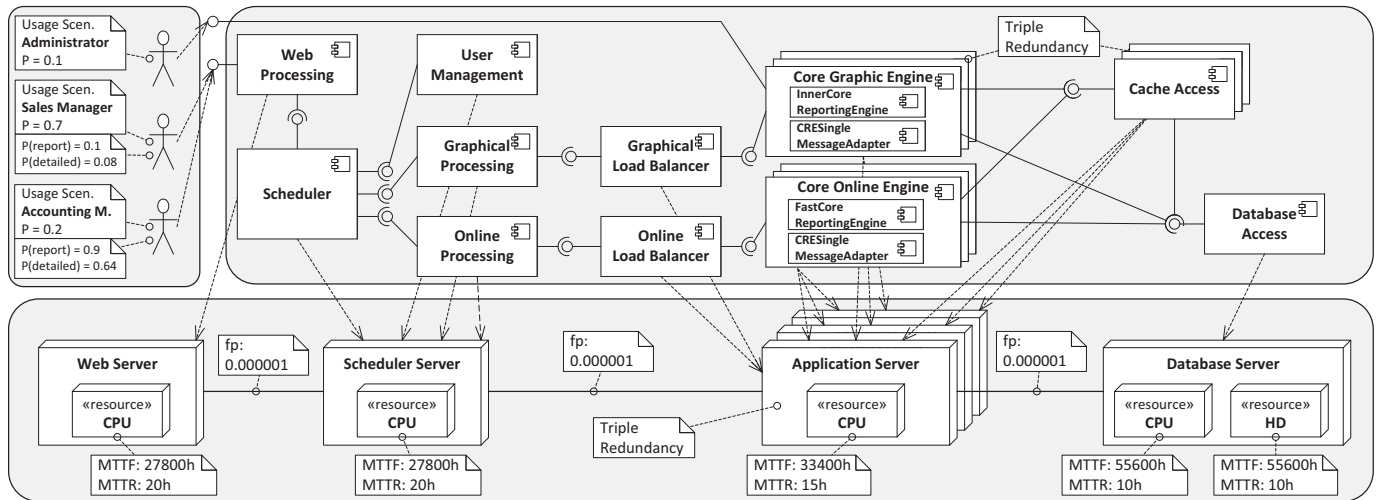 Usage Scen.
Administrator
P = 0.1
Usage Scen.
Sales Manager
P = 0.7
P(report) = 0.1
P(detailed) = 0.08
Usage Scen.
Accounting M.
P = 0.2
P(report) = 0.9
P(detailed) = 0.64
Web
Processing
User
Management
Scheduler
Graphical
Processing
Online
Processing
Graphical
Load Balancer
Online
Load Balancer
Core Graphic Engine
InnerCore
ReportingEngine
CRESingle
MessageAdapter
Core Online Engine
FastCore
ReportingEngine
CRESingle
MessageAdapter
Triple
Redundancy
Cache Access
Database
Access
Web Server
«resource»
CPU
MTTF: 27800h
MTTR: 20h
fp:
0.000001
Scheduler Server
«resource»
CPU
MTTF: 27800h
MTTR: 20h
fp:
0.000001
Triple
Redundancy
Application Server
«resource»
CPU
MTTF: 33400h
MTTR: 15h
fp:
0.000001
Database Server
«resource»
CPU
MTTF: 55600h
MTTR: 10h
«resource»
HD
MTTF: 55600h
MTTR: 10h